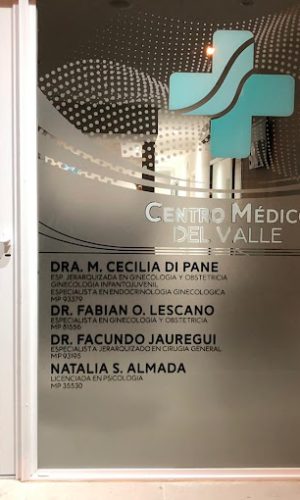 CENTRO MÉDICO
DEL VALLE
DRA. M. CECILIA DI PANE
ESP. JERARQUIZADA EN GINECOLOGIA Y OBSTETRICIA
GINECOLOGIA INFANTOJUVENIL
ESPECIALISTA EN ENDOCRINOLOGIA GINECOLOGICA
MP 93379
DR. FABIAN O. LESCANO
ESPECIALISTA EN GINECOLOGIA Y OBSTETRICIA
MP 81556
DR. FACUNDO JAUREGUI
ESPECIALISTA JERARQUIZADO EN CIRUGIA GENERAL
MP 93195
NATALIA S. ALMADA
LICENCIADA EN PSICOLOGIA
MP 35530